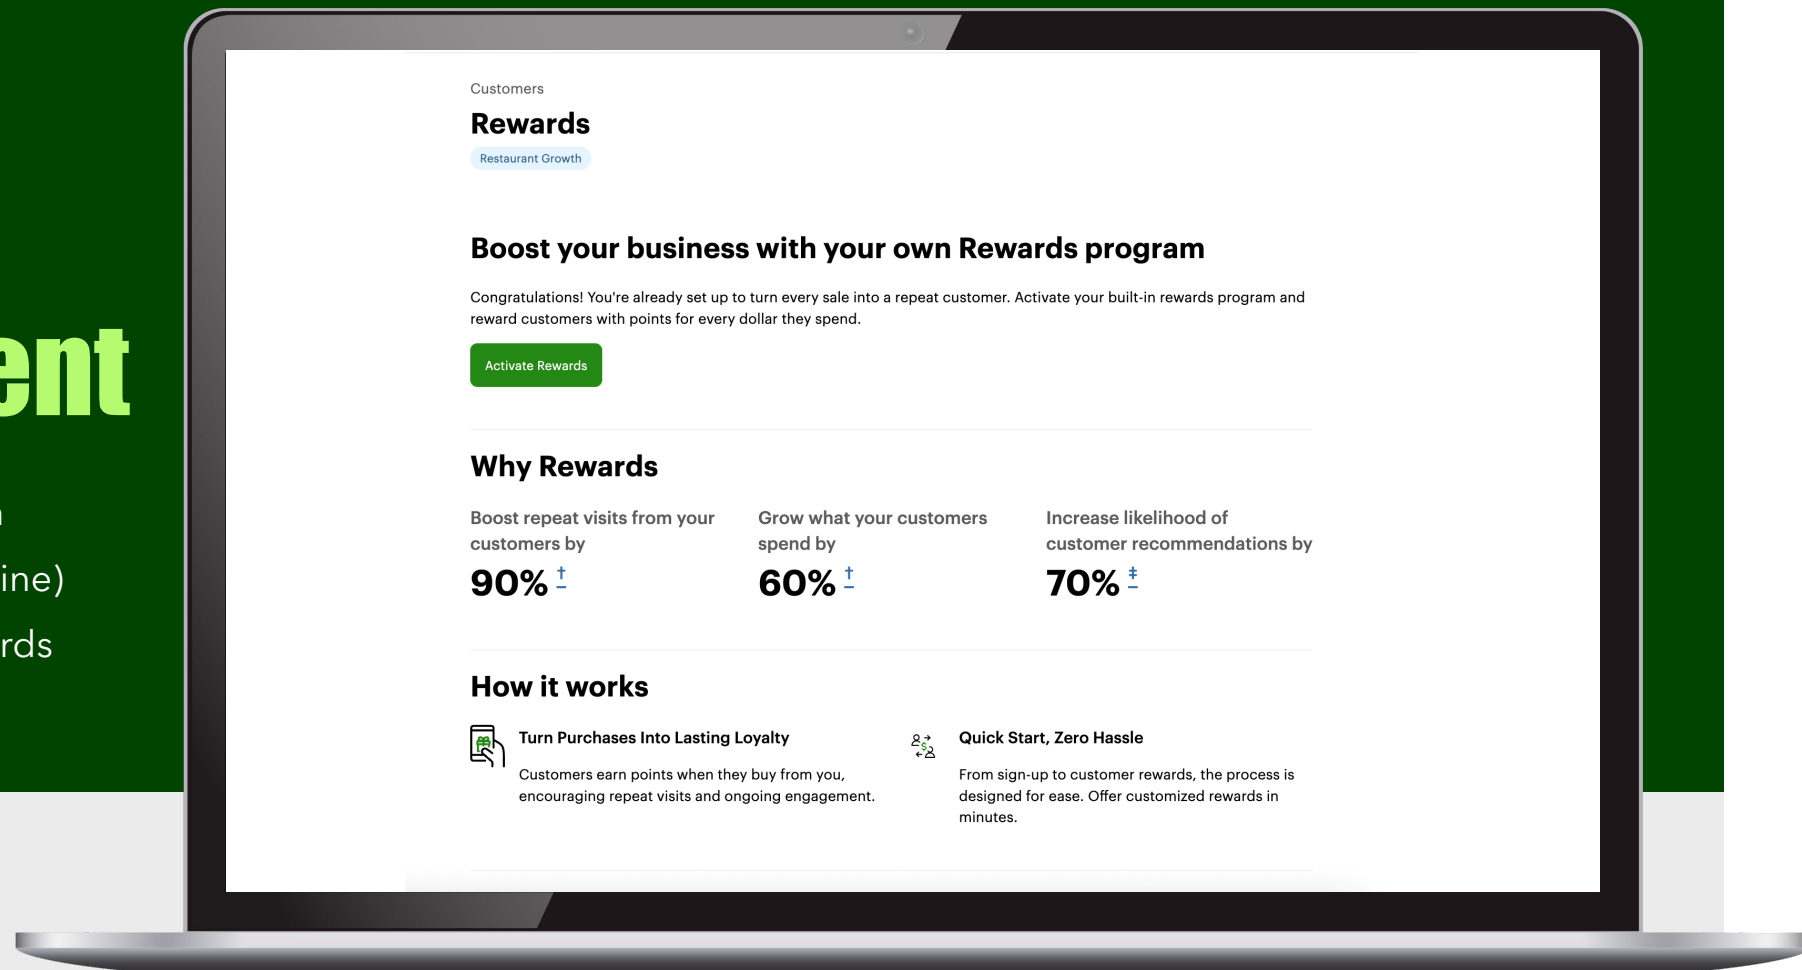 Customers
Rewards
Restaurant Growth
Boost your business with your own Rewards program
Congratulations! You're already set up to turn every sale into a repeat customer. Activate your built-in rewards program and
reward customers with points for every dollar they spend.
Activate Rewards
Why Rewards
Boost repeat visits from your
customers by
90% †
Grow what your customers
spend by
60% †
Increase likelihood of
customer recommendations by
70% ‡
How it works
Turn Purchases Into Lasting Loyalty
Customers earn points when they buy from you,
encouraging repeat visits and ongoing engagement.
Quick Start, Zero Hassle
From sign-up to customer rewards, the process is
designed for ease. Offer customized rewards in
minutes.
ent
ine)
rds